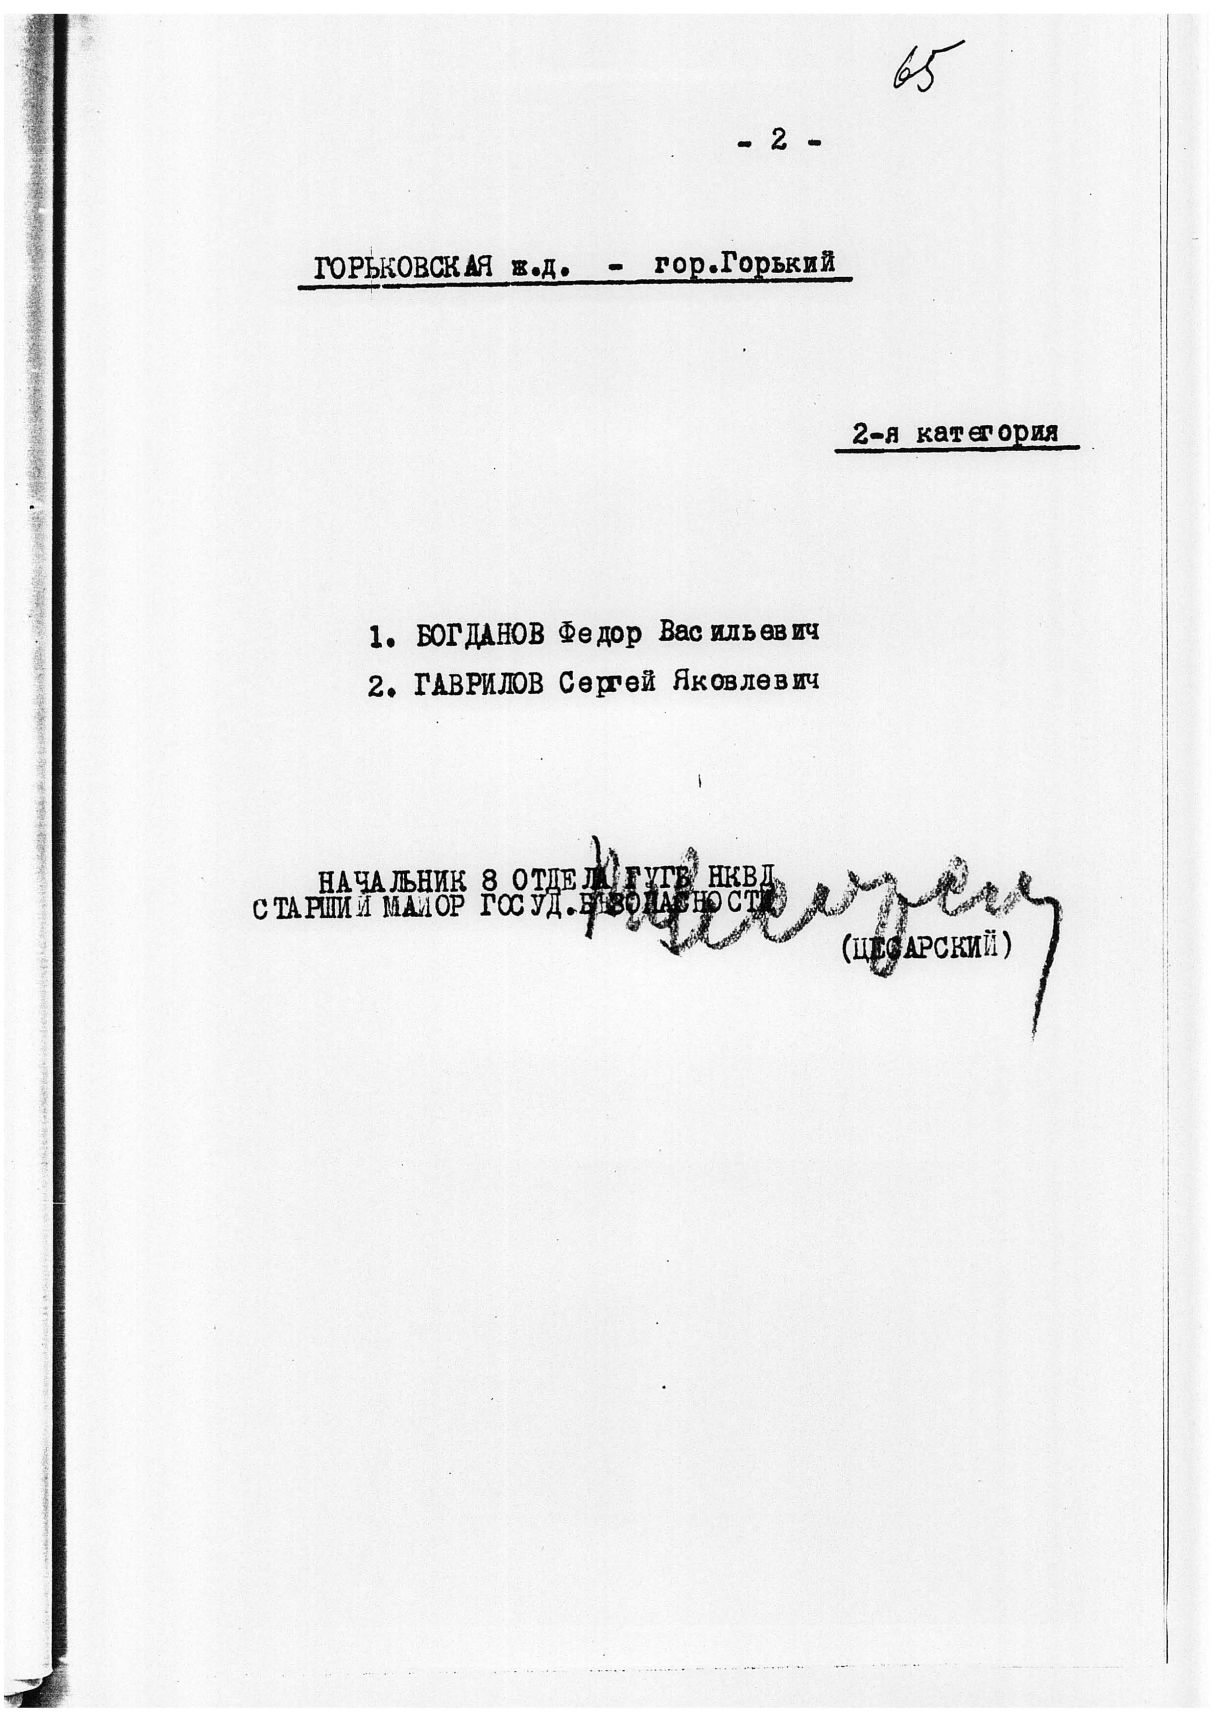 65
- 2 -
ГОРЬКОВСКАЯ ж.д. - гор.Горький
2-я категория
1. БОГДАНОВ Федор Васильевич
2. ГАВРИЛОВ Сергей Яковлевич
НАЧАЛЬНИК 8 ОТДЕЛА ГУГБ НКВД
СТАРШИЙ МАЙОР ГОСУД.БЕЗОПАСНОСТИ
(ЦЕСАРСКИЙ)